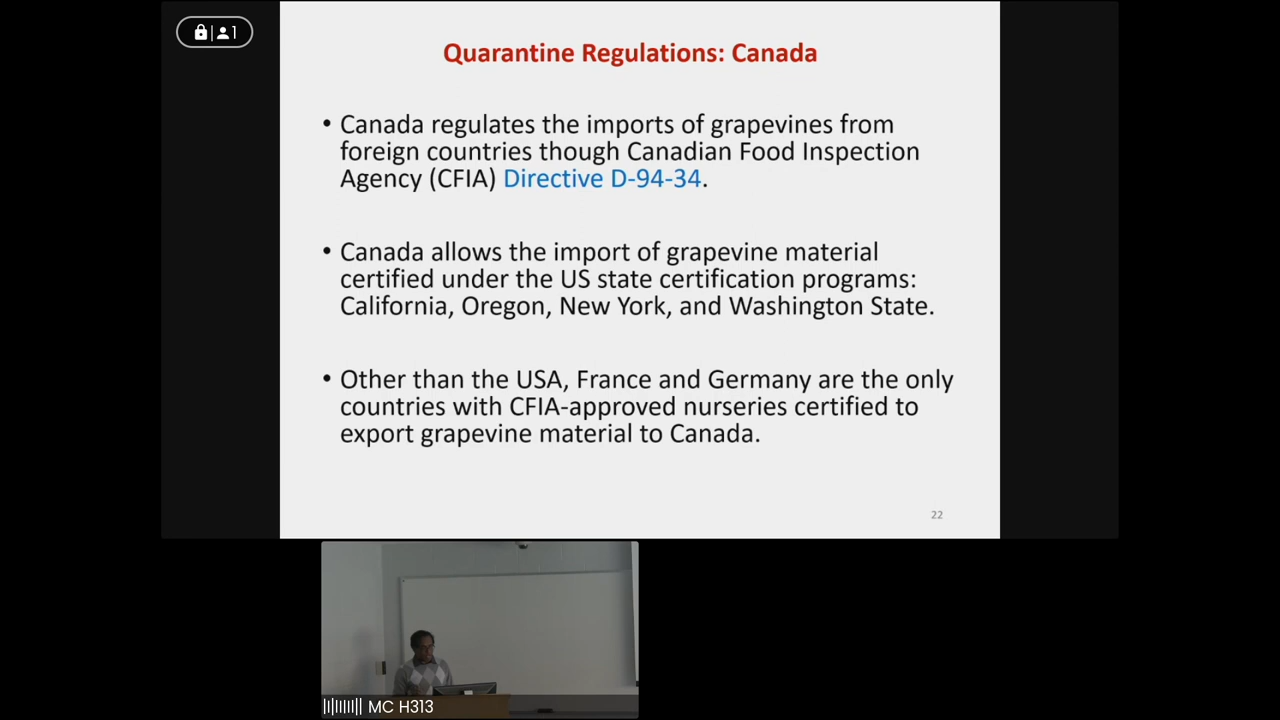 1
Quarantine Regulations: Canada
• Canada regulates the imports of grapevines from
foreign countries though Canadian Food Inspection
Agency (CFIA) Directive D-94-34.
• Canada allows the import of grapevine material
certified under the US state certification programs:
California, Oregon, New York, and Washington State.
• Other than the USA, France and Germany are the only
countries with CFIA-approved nurseries certified to
export grapevine material to Canada.
22
MC H313